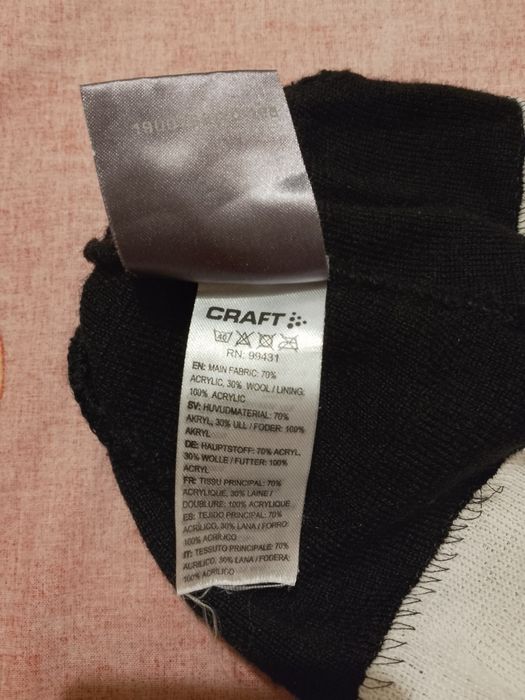 CRAFT
40
RN: 99431
EN: MAIN FABRIC: 70%
ACRYLIC, 30% WOOL / LINING:
100% ACRYLIC
SV: HUVUDMATERIAL: 70%
AKRYL, 30% ULL / FODER: 100%
AKRYL
DE: HAUPTSTOFF: 70% ACRYL,
30% WOLLE / FUTTER: 100%
ACRYL
FR: TISSU PRINCIPAL: 70%
ACRYLIQUE, 30% LAINE /
DOUBLURE: 100% ACRYLIQUE
ES: TEJIDO PRINCIPAL: 70%
ACRÍLICO, 30% LANA / FORRO:
100% ACRÍLICO
IT: TESSUTO PRINCIPALE: 70%
ACRILICO, 30% LANA / FODERA:
100% ACRILICO